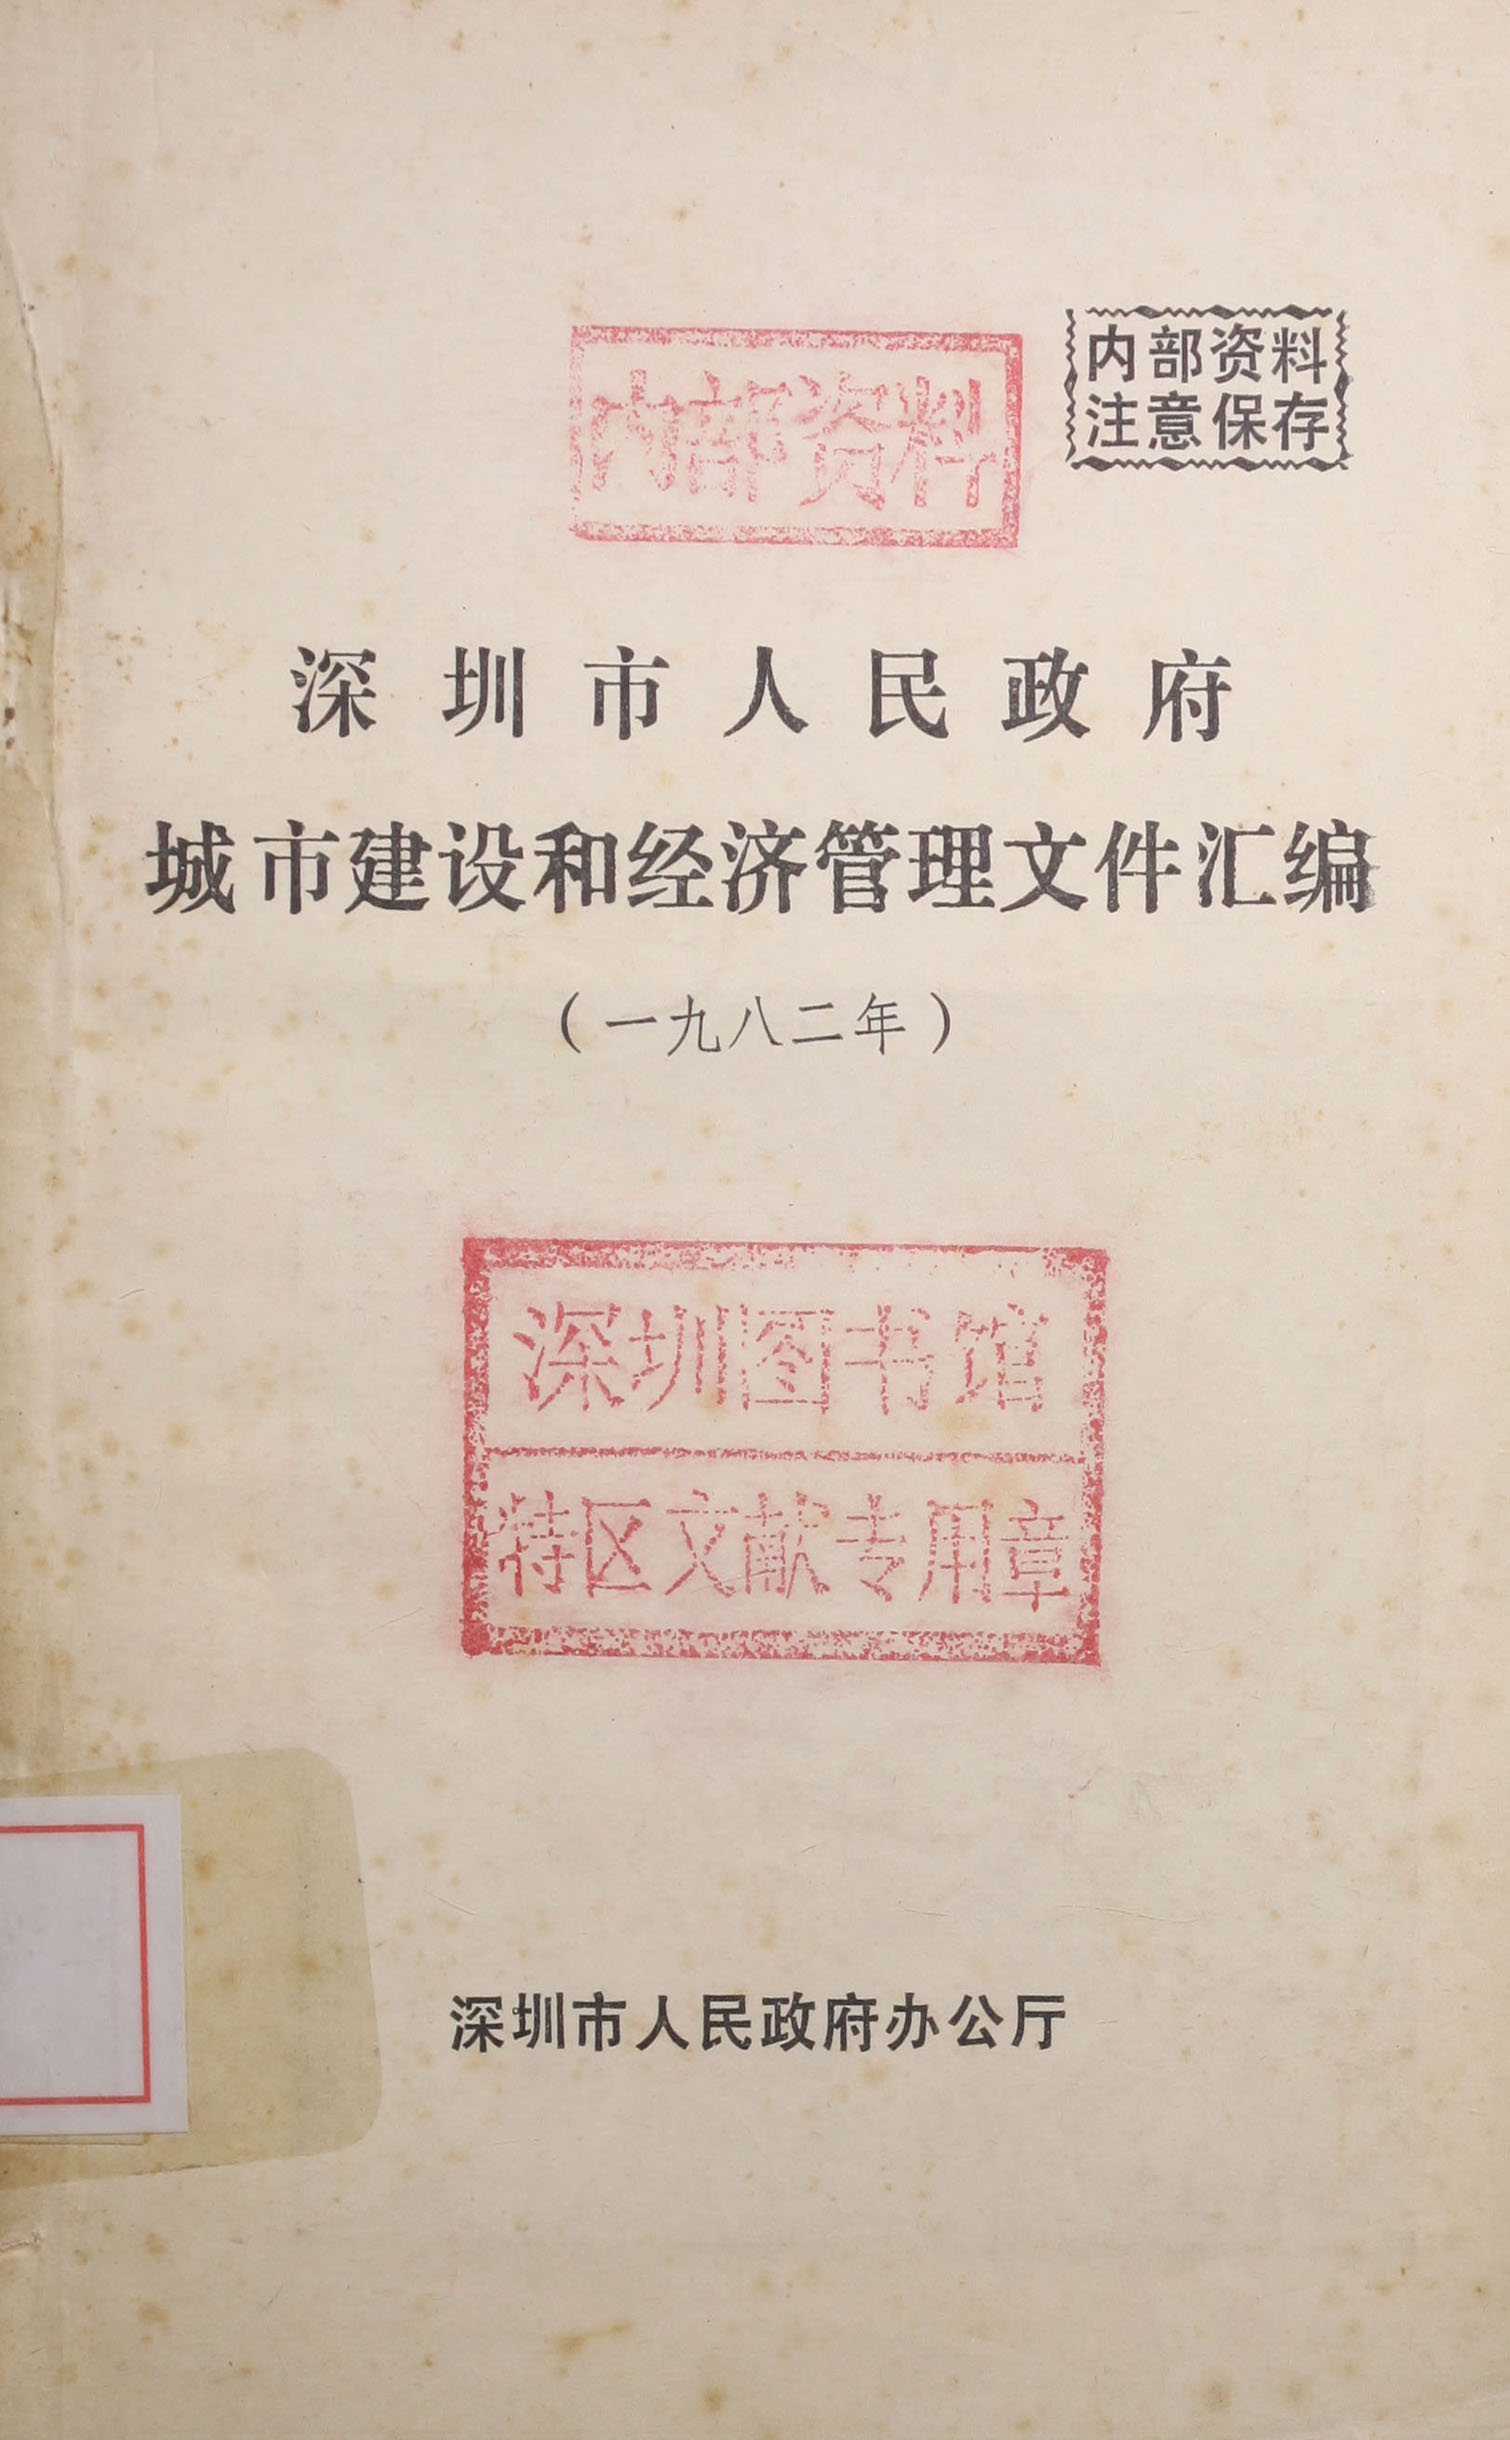 内部资料
内部资料
注意保存
深圳市人民政府
城市建设和经济管理文件汇编
(一九八二年)
深圳图书馆
特区文献专用章
深圳市人民政府办公厅